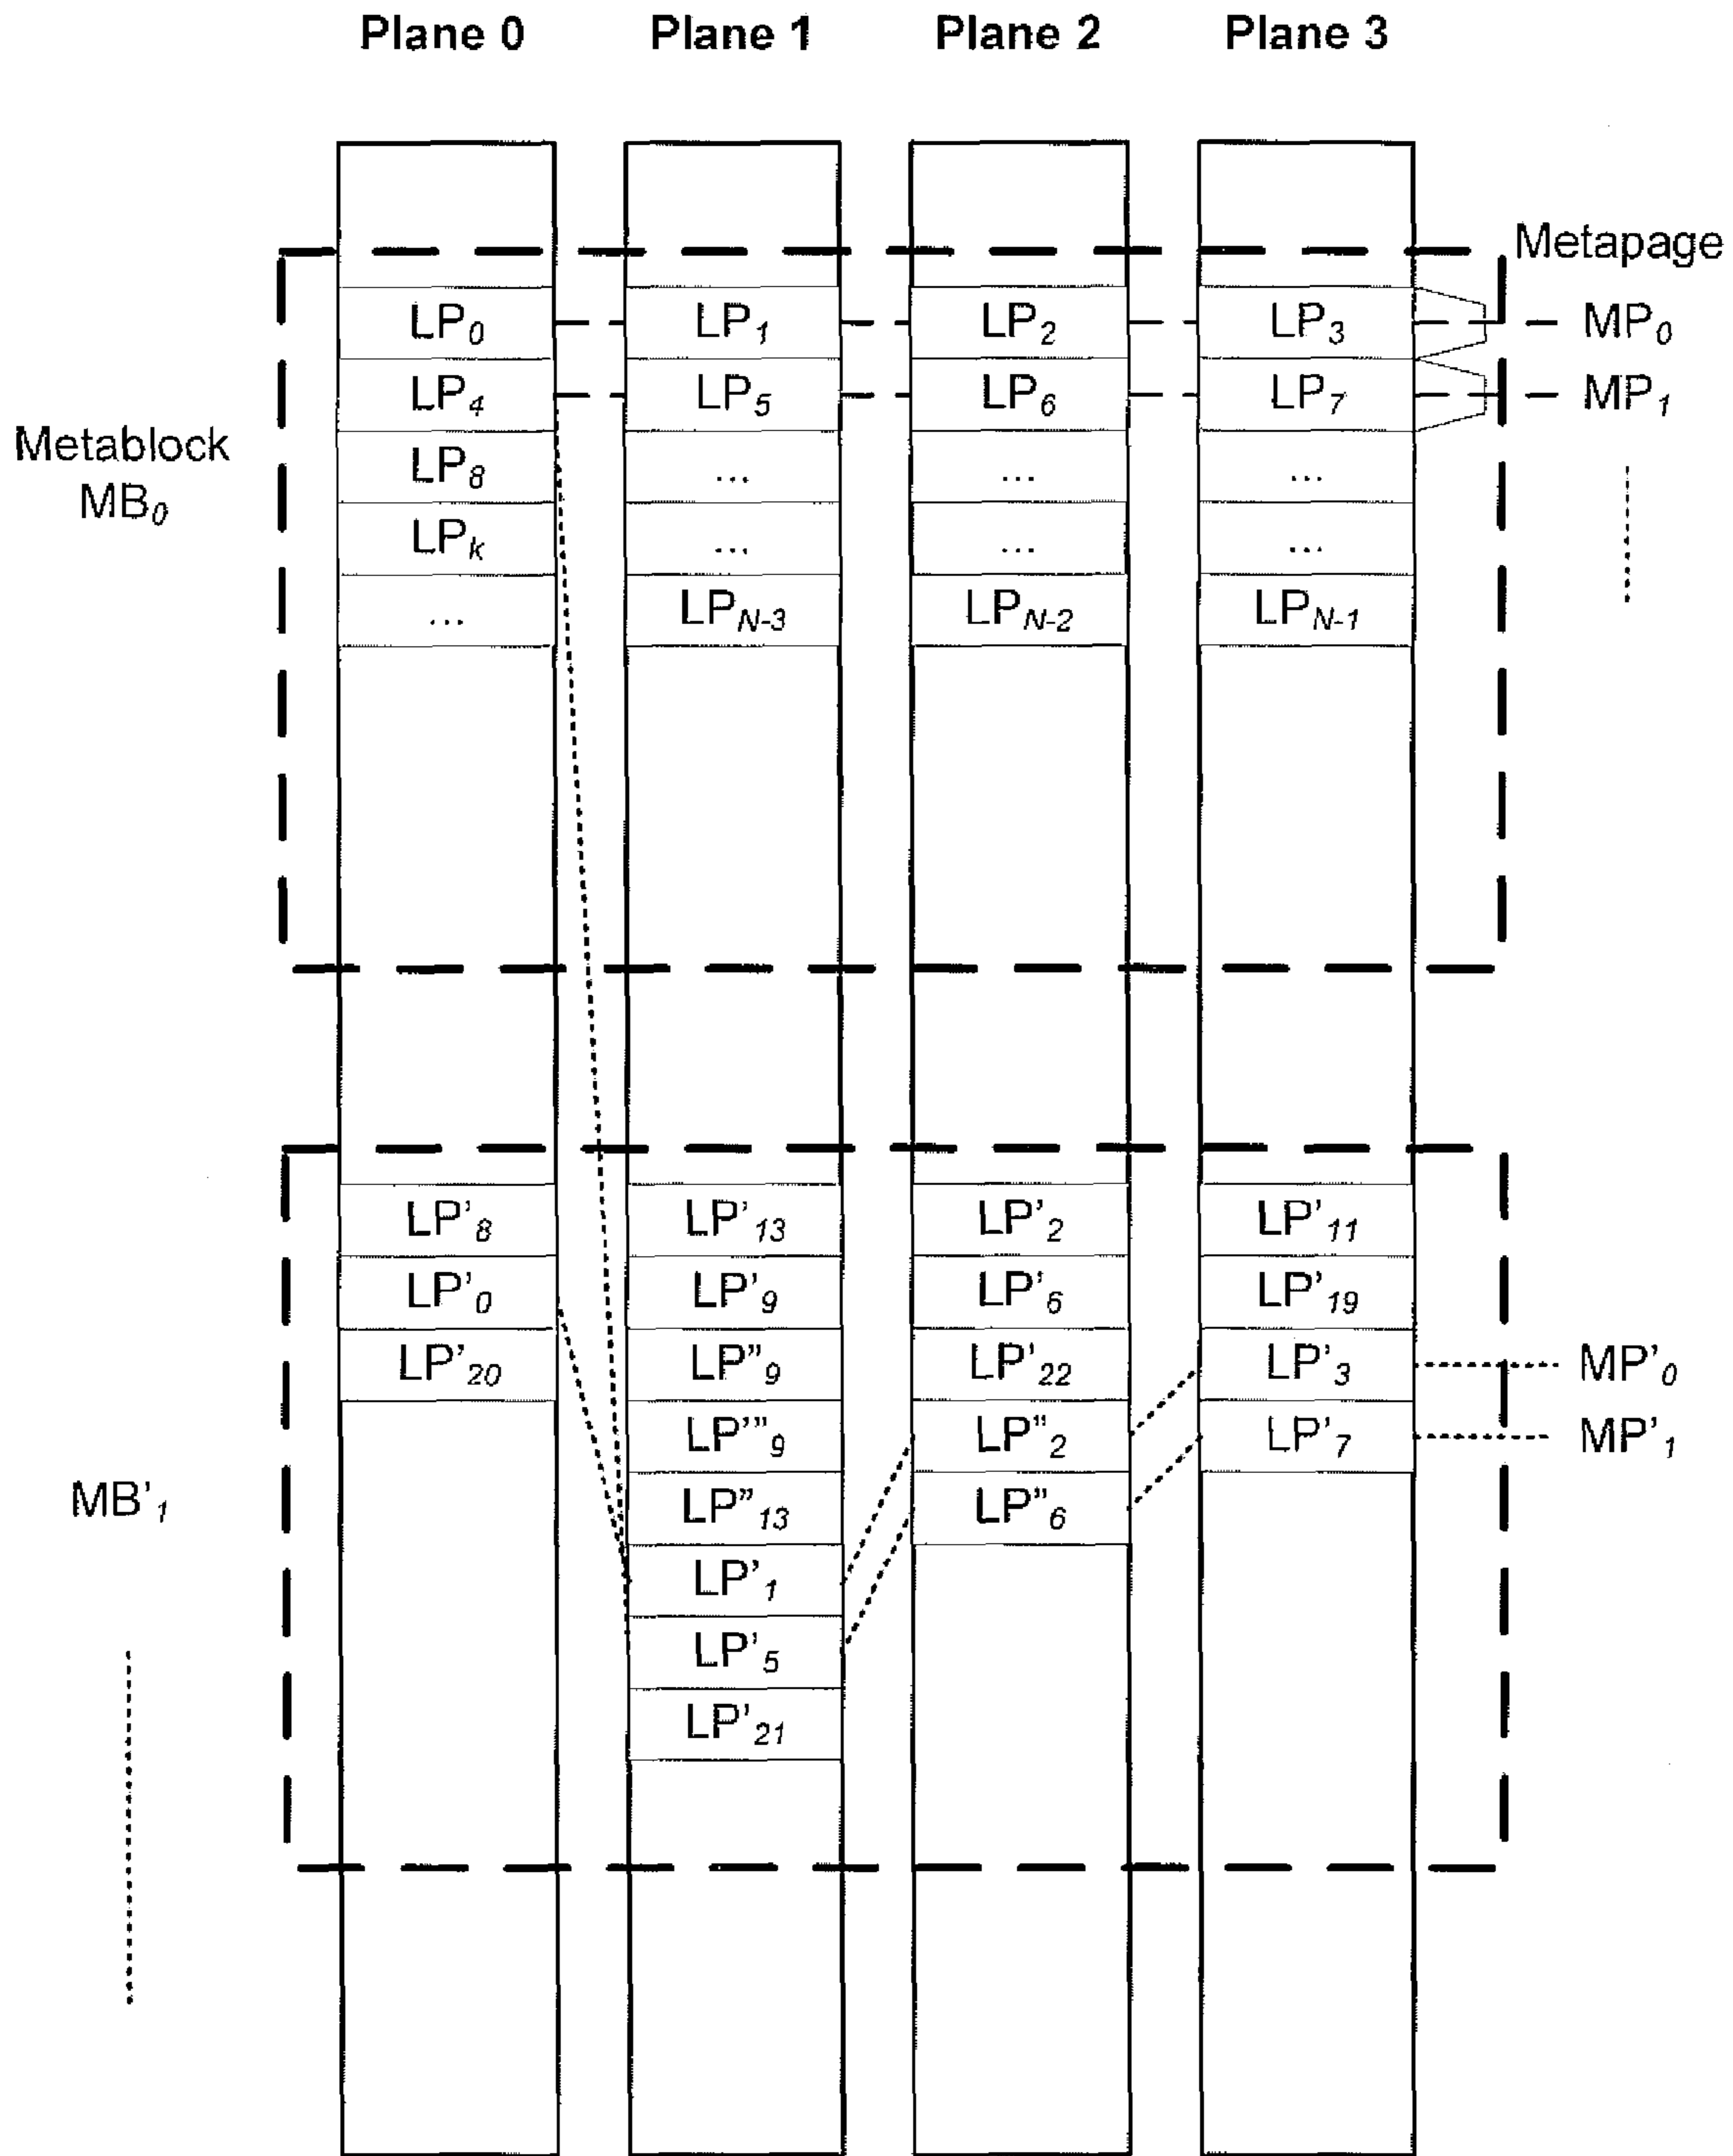 Plane 0 Plane 1 Plane 2 Plane 3
Metapage
LP0 LP1 LP2 LP3 MP0
LP4 LP5 LP6 LP7 MP1
Metablock
MB0
LP8 ... ... ...
LPk ... ... ...
... LPN-3 LPN-2 LPN-1
LP'8 LP'13 LP'2 LP'11
LP'0 LP'9 LP'6 LP'19
LP'20 LP"9 LP'22 LP'3 MP'0
LP'"9 LP"2 LP'7 MP'1
MB'1
LP"13 LP"6
LP'1
LP'5
LP'21